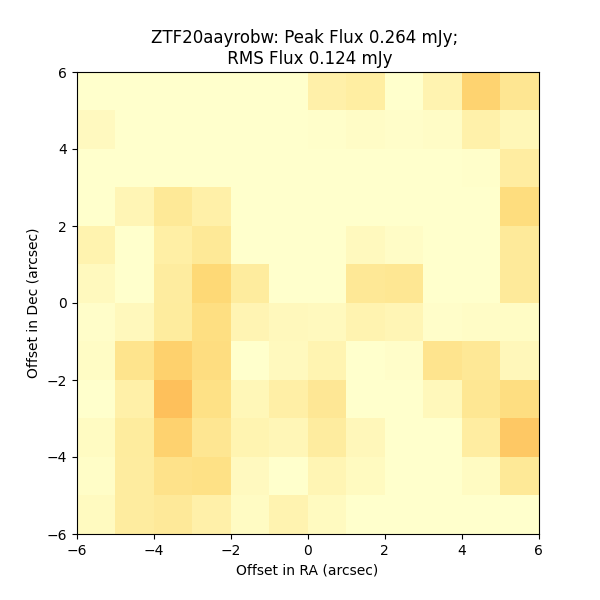 ZTF20aayrobw: Peak Flux 0.264 mJy;
RMS Flux 0.124 mJy
6
4
2
0
−2
−4
−6
Offset in Dec (arcsec)
−6 −4 −2 0 2 4 6
Offset in RA (arcsec)